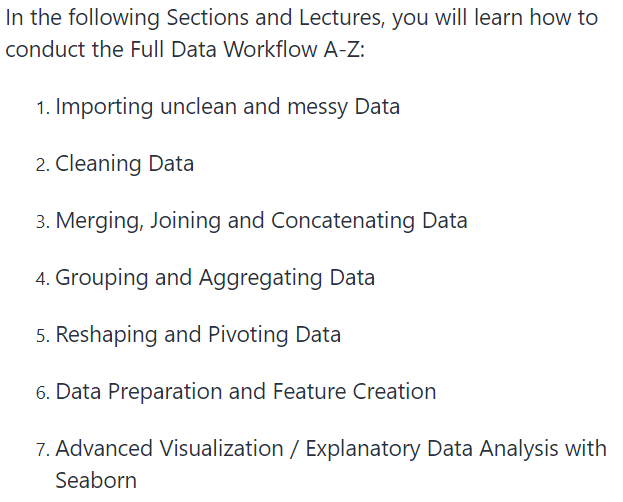 In the following Sections and Lectures, you will learn how to
conduct the Full Data Workflow A-Z:
1. Importing unclean and messy Data
2. Cleaning Data
3. Merging, Joining and Concatenating Data
4. Grouping and Aggregating Data
5. Reshaping and Pivoting Data
6. Data Preparation and Feature Creation
7. Advanced Visualization / Explanatory Data Analysis with
Seaborn